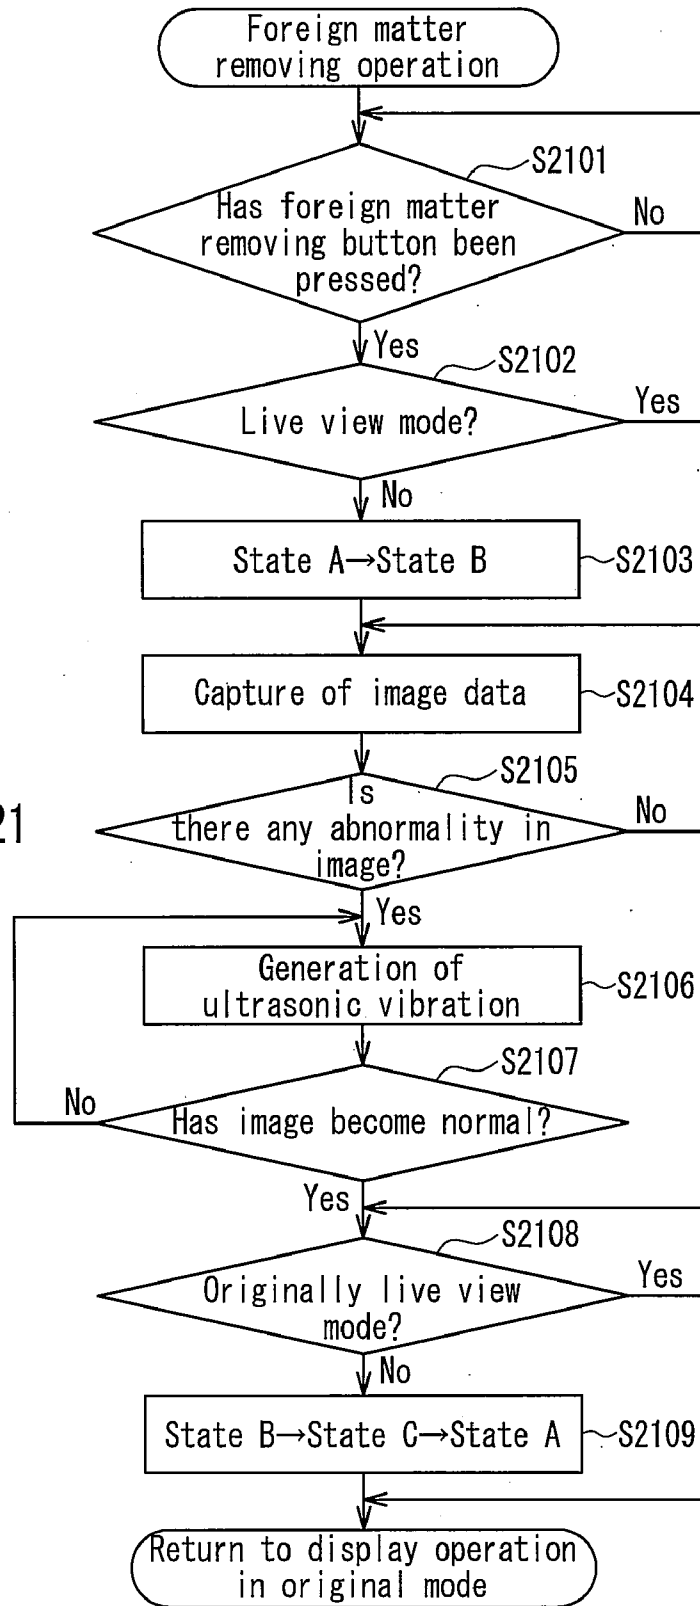 Foreign matter
removing operation
S2101
Has foreign matter
removing button been
pressed?
No
Yes
S2102
Live view mode?
Yes
No
State A→State B
S2103
Capture of image data
S2104
S2105
Is
there any abnormality in
image?
No
21
Yes
Generation of
ultrasonic vibration
S2106
S2107
No
Has image become normal?
Yes
S2108
Originally live view
mode?
Yes
No
State B→State C→State A
S2109
Return to display operation
in original mode